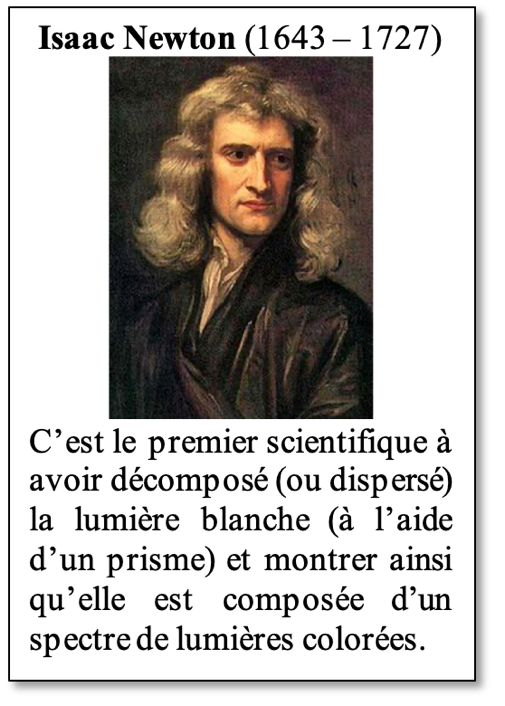 Isaac Newton (1643 – 1727)
C’est le premier scientifique à
avoir décomposé (ou dispersé)
la lumière blanche (à l’aide
d’un prisme) et montrer ainsi
qu’elle est composée d’un
spectre de lumières colorées.